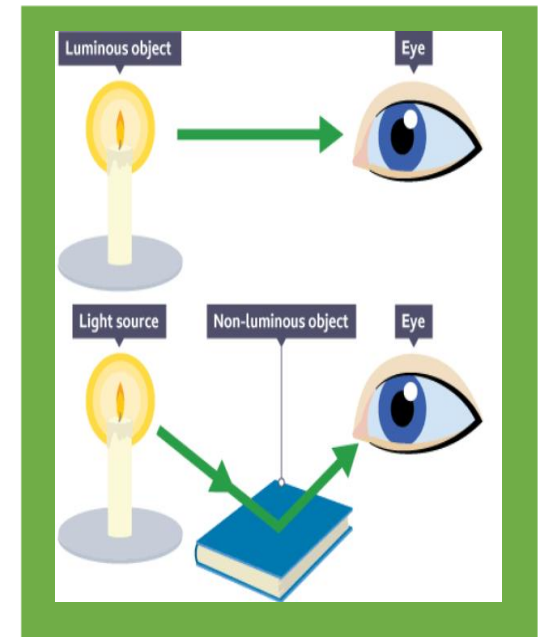 Luminous object
Eye
Light source
Non-luminous object
Eye